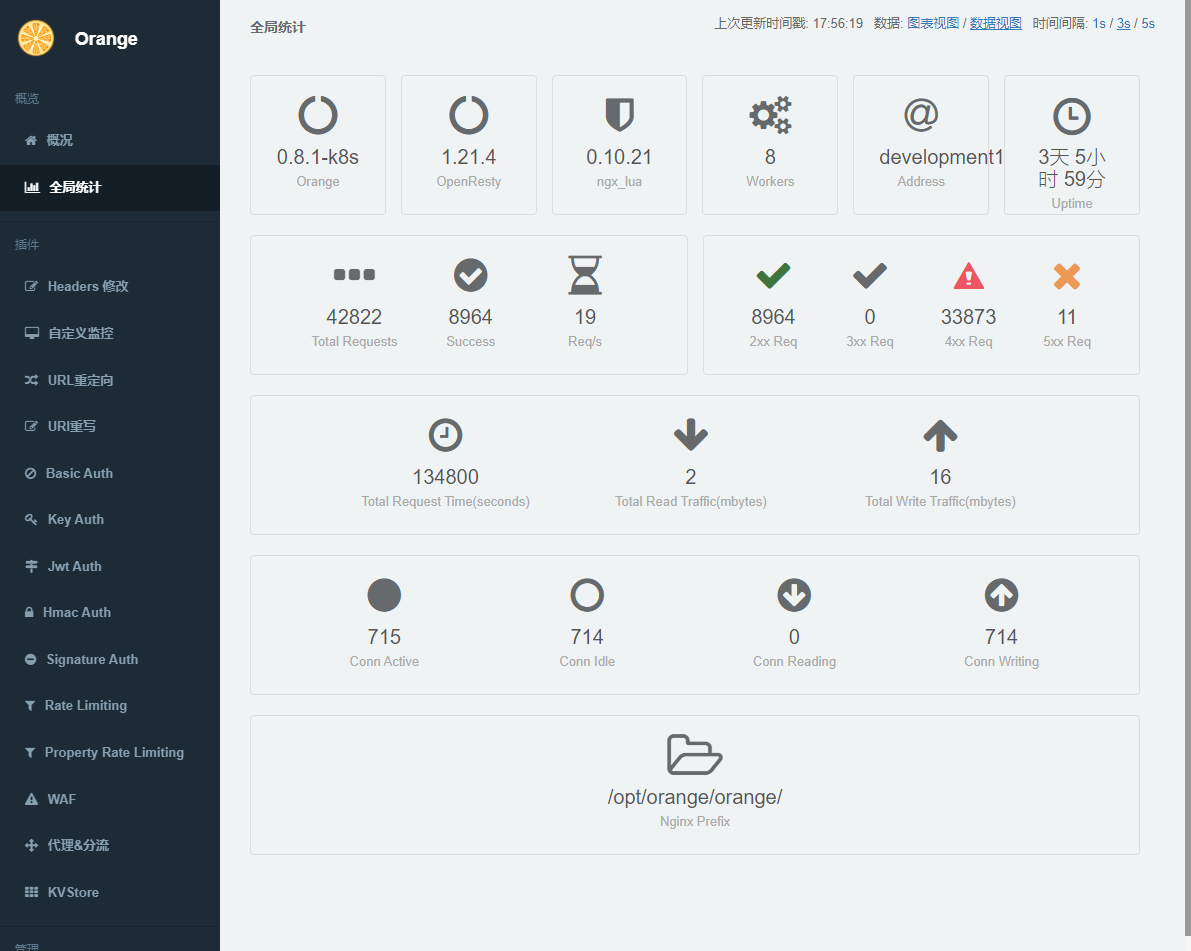 Orange
概览
概况
全局统计
插件
Headers 修改
自定义监控
URL重定向
URI重写
Basic Auth
Key Auth
Jwt Auth
Hmac Auth
Signature Auth
Rate Limiting
Property Rate Limiting
WAF
代理&分流
KVStore
管理
全局统计
上次更新时间戳: 17:56:19 数据: 图表视图 / 数据视图 时间间隔: 1s / 3s / 5s
0.8.1-k8s
Orange
1.21.4
OpenResty
0.10.21
ngx_lua
8
Workers
development1
Address
3天 5小
时 59分
Uptime
42822
Total Requests
8964
Success
19
Req/s
8964
2xx Req
0
3xx Req
33873
4xx Req
11
5xx Req
134800
Total Request Time(seconds)
2
Total Read Traffic(mbytes)
16
Total Write Traffic(mbytes)
715
Conn Active
714
Conn Idle
0
Conn Reading
714
Conn Writing
/opt/orange/orange/
Nginx Prefix